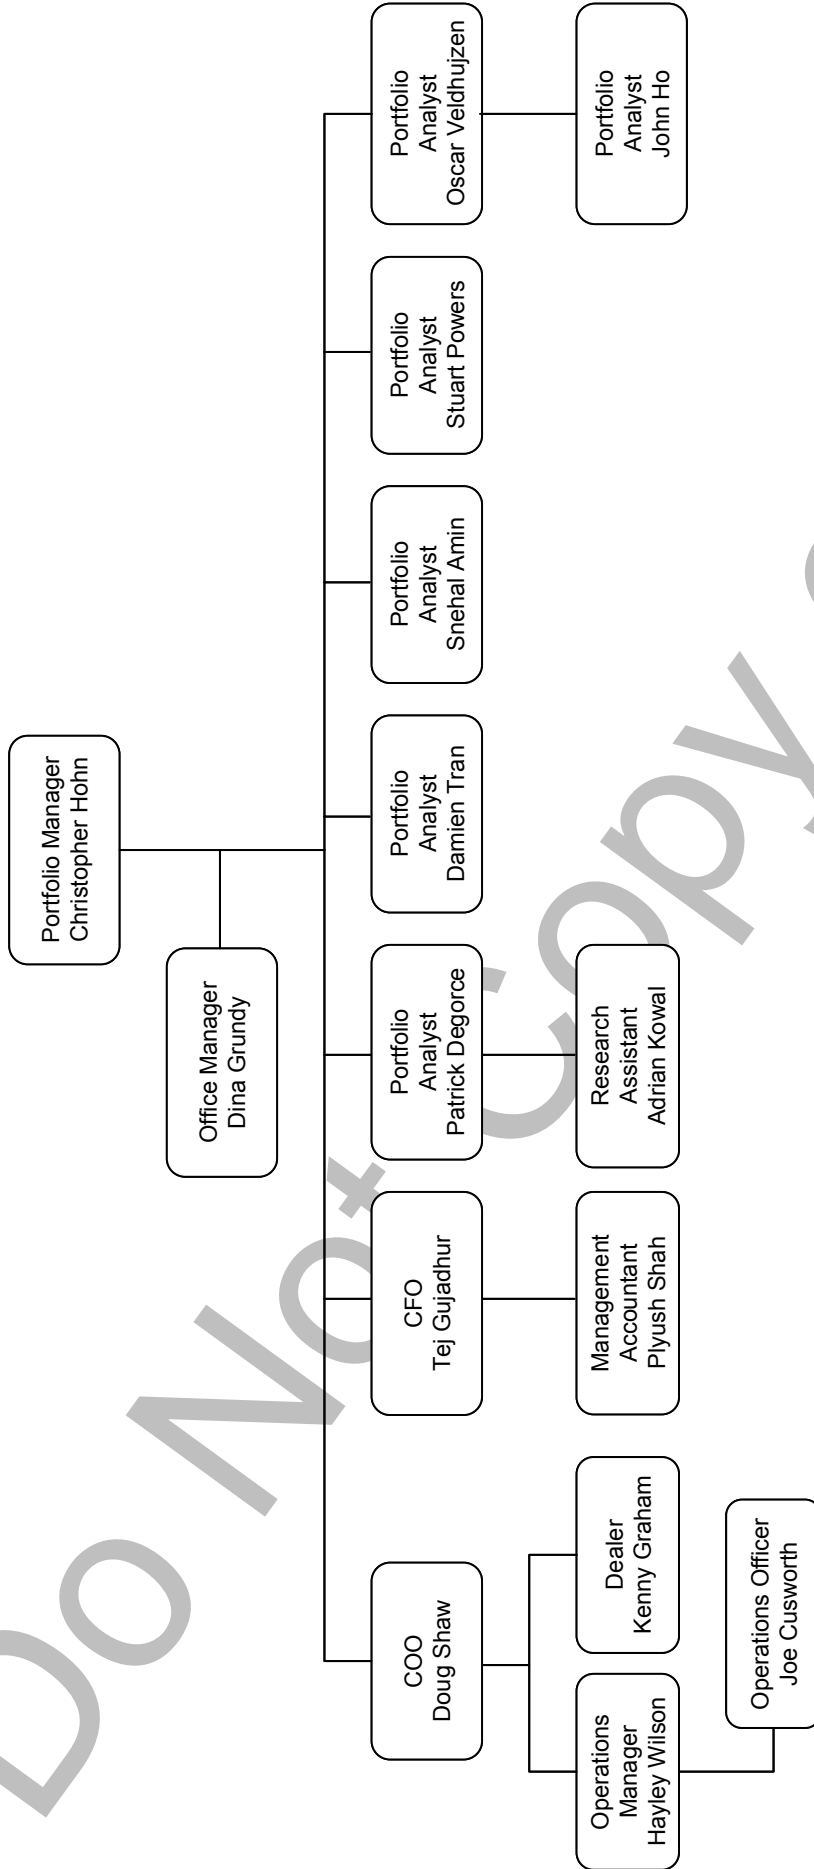 Portfolio Manager
Christopher Hohn
Office Manager
Dina Grundy
COO
Doug Shaw
CFO
Tej Gujadhur
Portfolio
Analyst
Patrick Degorce
Portfolio
Analyst
Damien Tran
Portfolio
Analyst
Snehal Amin
Portfolio
Analyst
Stuart Powers
Portfolio
Analyst
Oscar Veldhujzen
Operations
Manager
Hayley Wilson
Dealer
Kenny Graham
Management
Accountant
Plyush Shah
Research
Assistant
Adrian Kowal
Portfolio
Analyst
John Ho
Operations Officer
Joe Cusworth
Do Not Copy